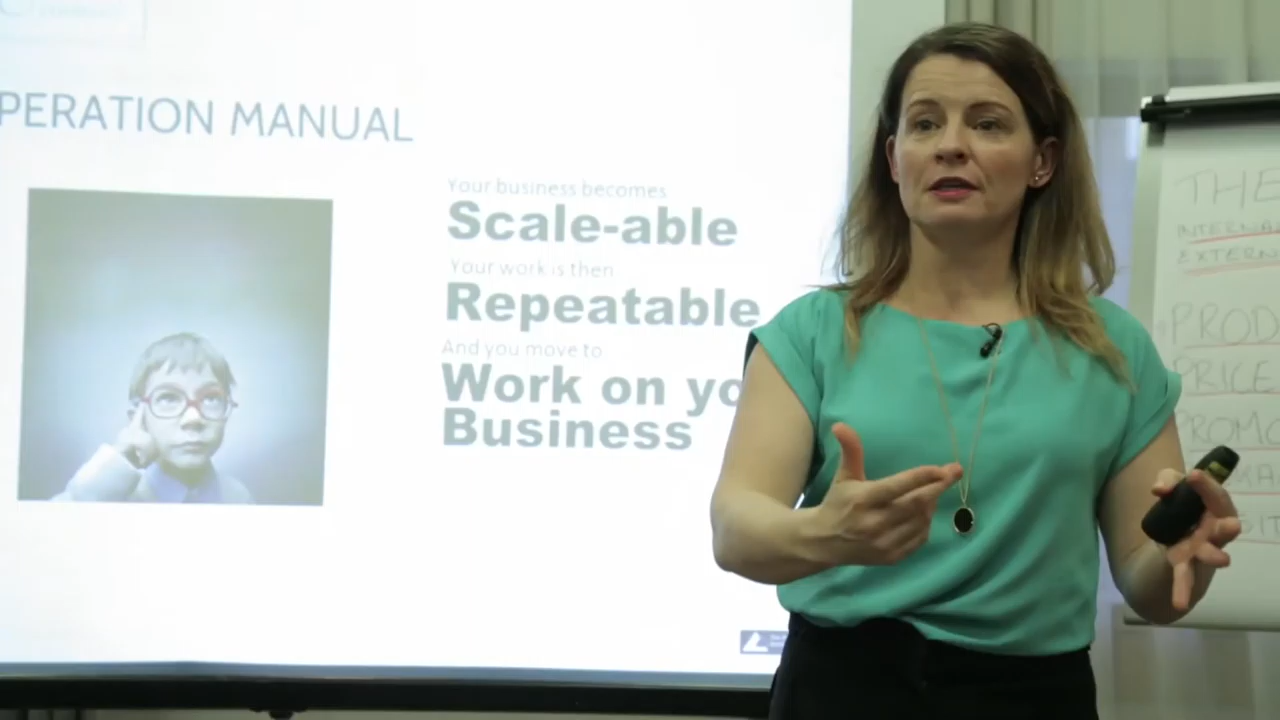 PERATION MANUAL
Your business becomes
Scale-able
Your work is then
Repeatable
And you move to
Work on yo
Business
THE
INTERNA
EXTERN
PROD
PRICE
PROMO